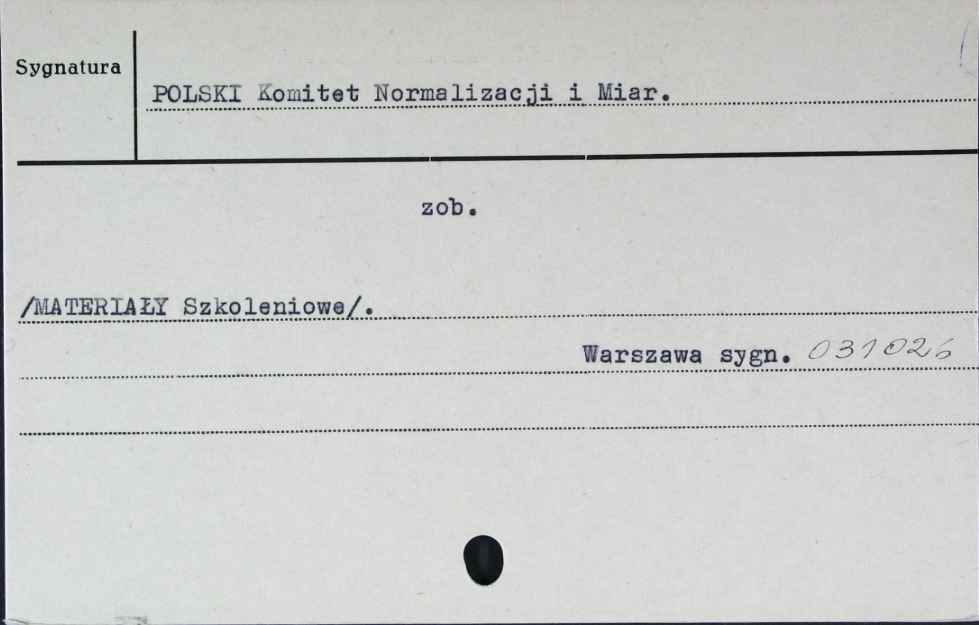 Sygnatura
POLSKI Komitet Normalizacji i Miar.
zob.
/MATERIAŁY Szkoleniowe/.
Warszawa sygn. 031026